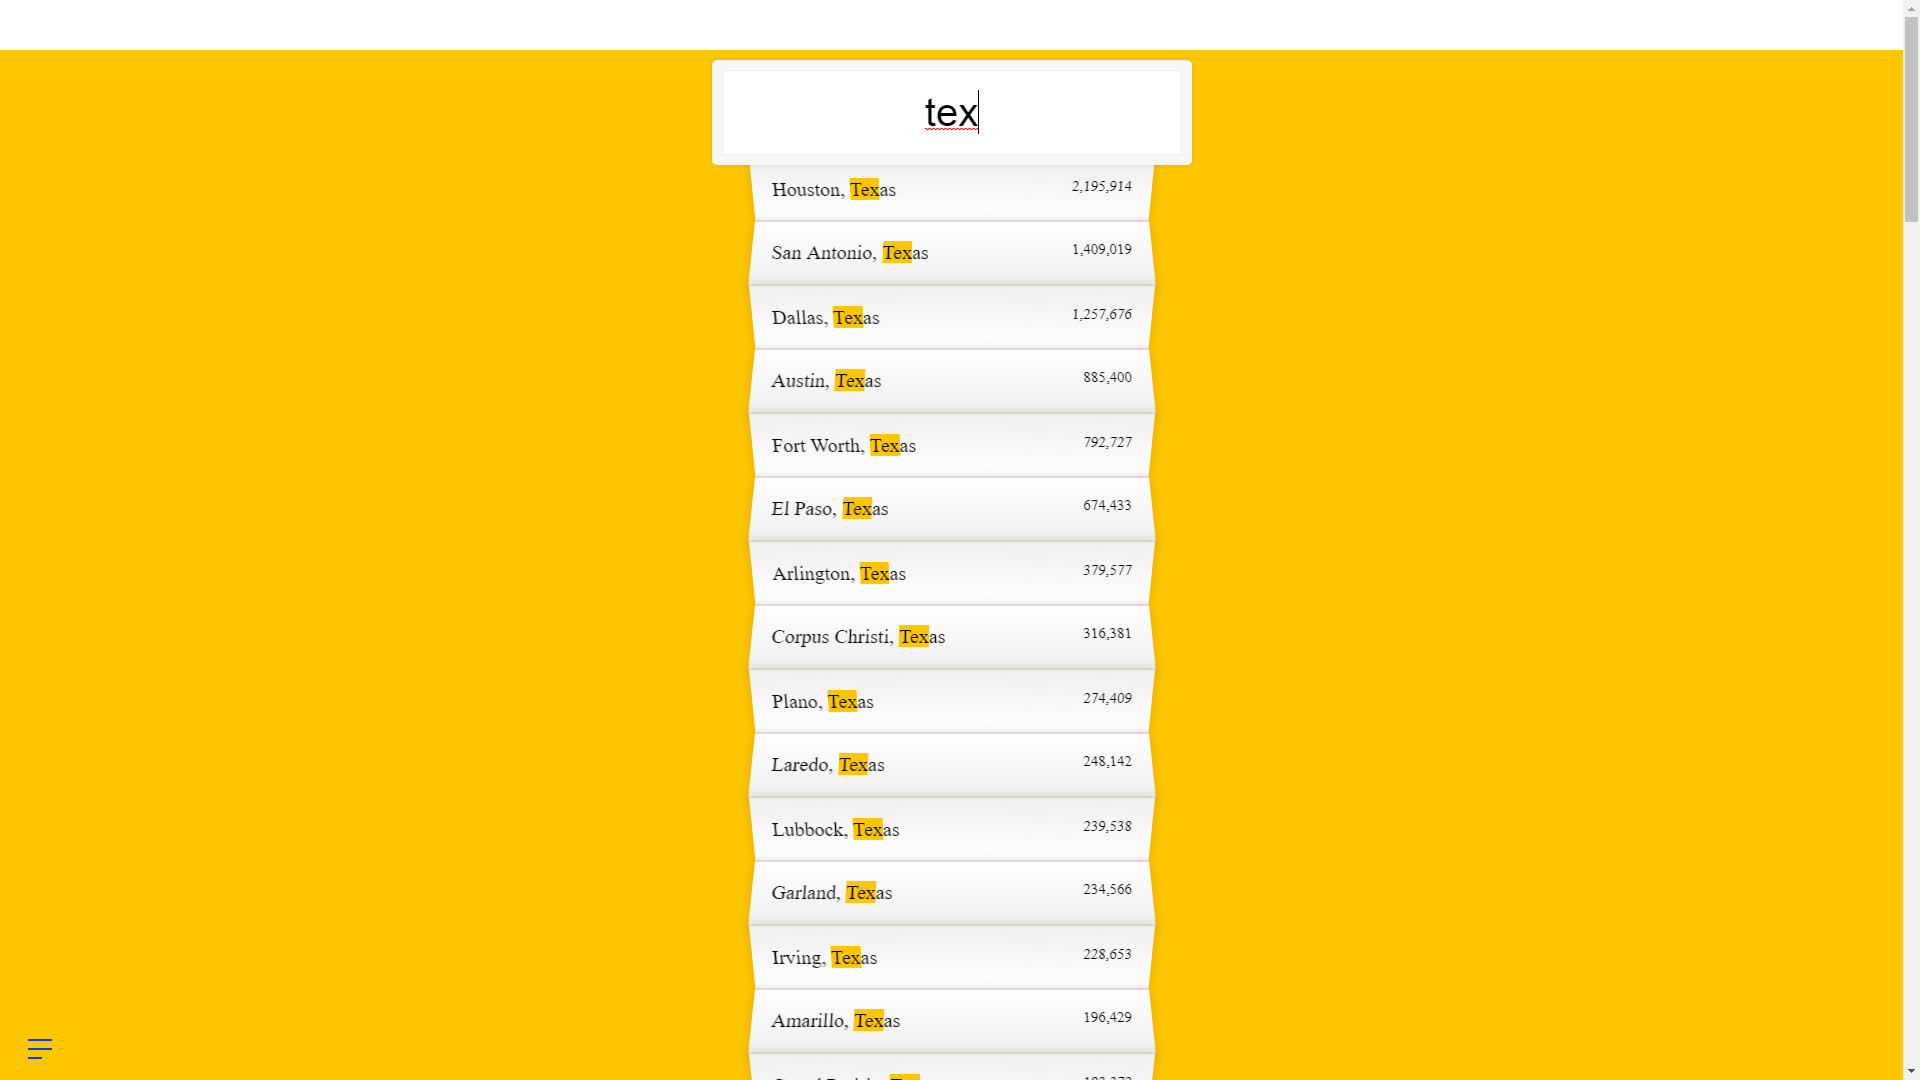 tex
Houston, Texas 2,195,914
San Antonio, Texas 1,409,019
Dallas, Texas 1,257,676
Austin, Texas 885,400
Fort Worth, Texas 792,727
El Paso, Texas 674,433
Arlington, Texas 379,577
Corpus Christi, Texas 316,381
Plano, Texas 274,409
Laredo, Texas 248,142
Lubbock, Texas 239,538
Garland, Texas 234,566
Irving, Texas 228,653
Amarillo, Texas 196,429